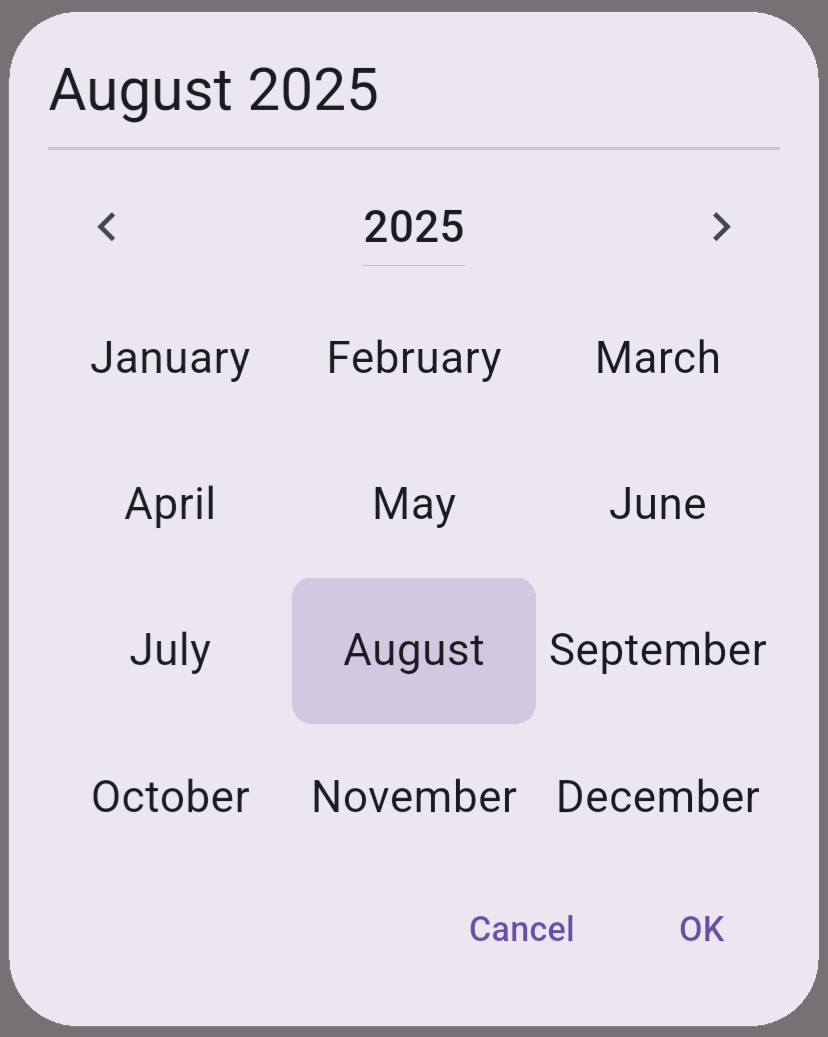 August 2025
2025
January February March
April May June
July August September
October November December
Cancel OK